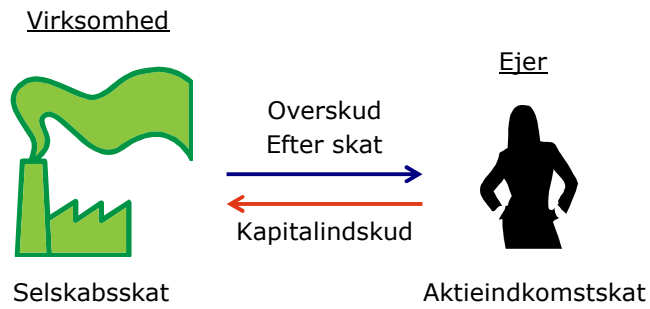 Virksomhed
Ejer
Overskud
Efter skat
Kapitalindskud
Selskabsskat
Aktieindkomstskat